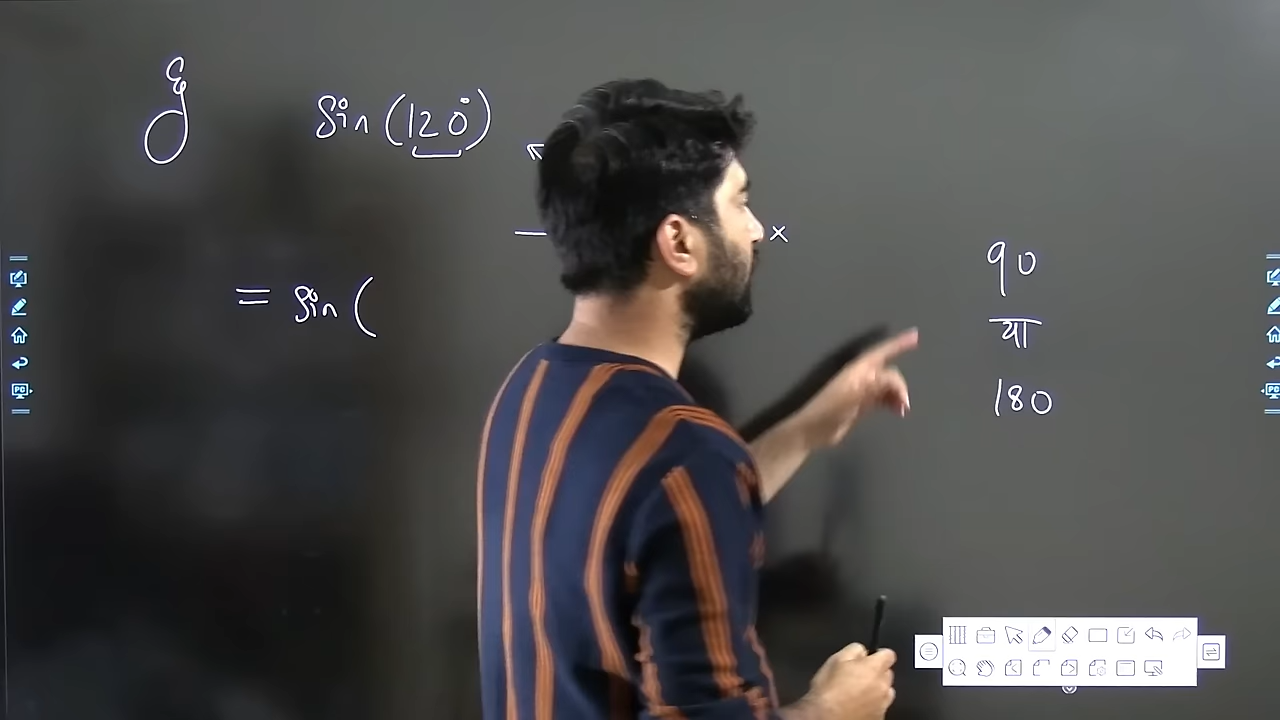 sin (120°)
= sin (
×
90
या
180